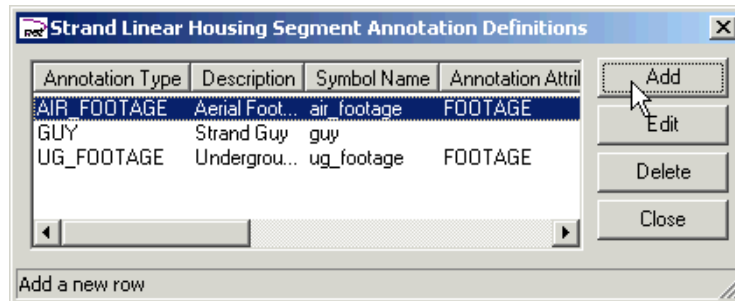 Strand Linear Housing Segment Annotation Definitions
Annotation Type Description Symbol Name Annotation Attril
AIR_FOOTAGE Aerial Foot... air_footage FOOTAGE
GUY Strand Guy guy
UG_FOOTAGE Undergrou... ug_footage FOOTAGE
Add
Edit
Delete
Close
Add a new row